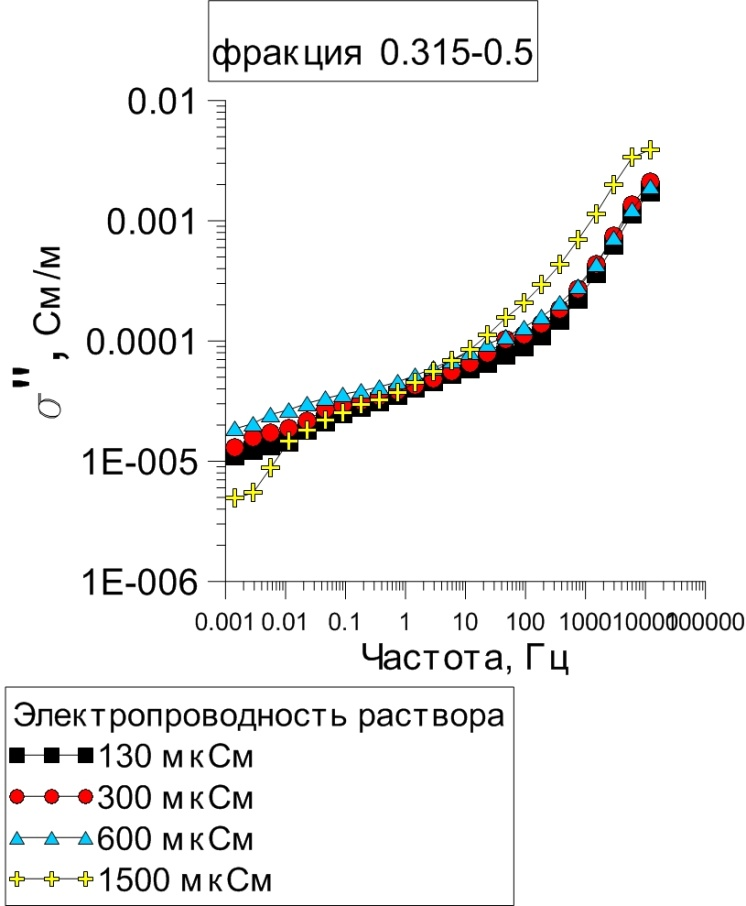 фракция 0.315-0.5
0.01
0.001
0.0001
1E-005
1E-006
σ", См/м
0.001 0.01 0.1 1 10 100 1000 10000 100000
Частота, Гц
Электропроводность раствора
130 мкСм
300 мкСм
600 мкСм
1500 мкСм